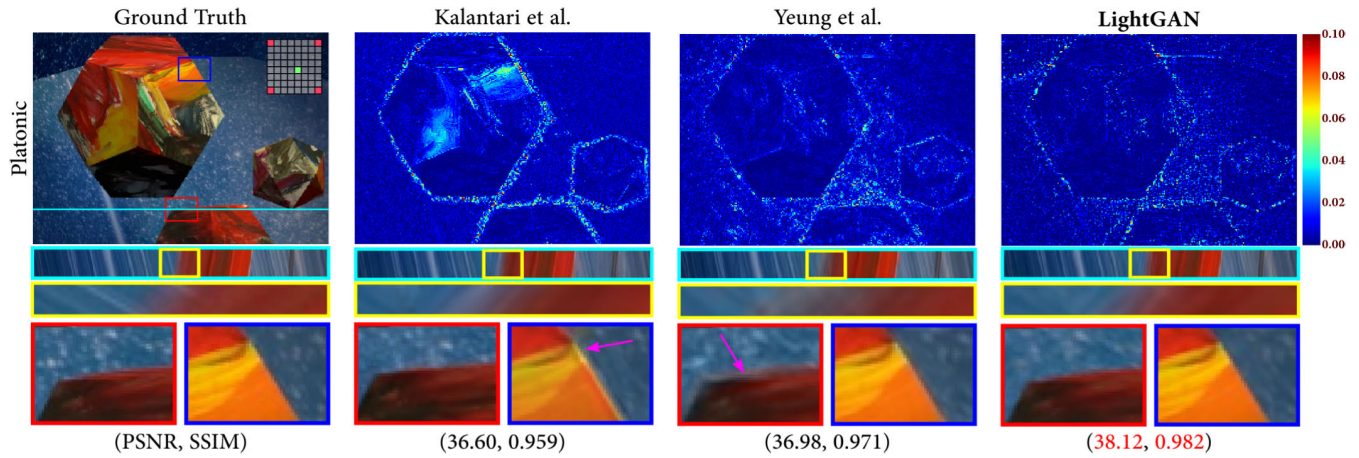 Ground Truth
Kalantari et al.
Yeung et al.
LightGAN
Platonic
0.10
0.08
0.06
0.04
0.02
0.00
(PSNR, SSIM)
(36.60, 0.959)
(36.98, 0.971)
(38.12, 0.982)